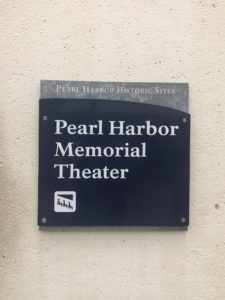 PEARL HARBOR HISTORIC SITES
Pearl Harbor
Memorial
Theater